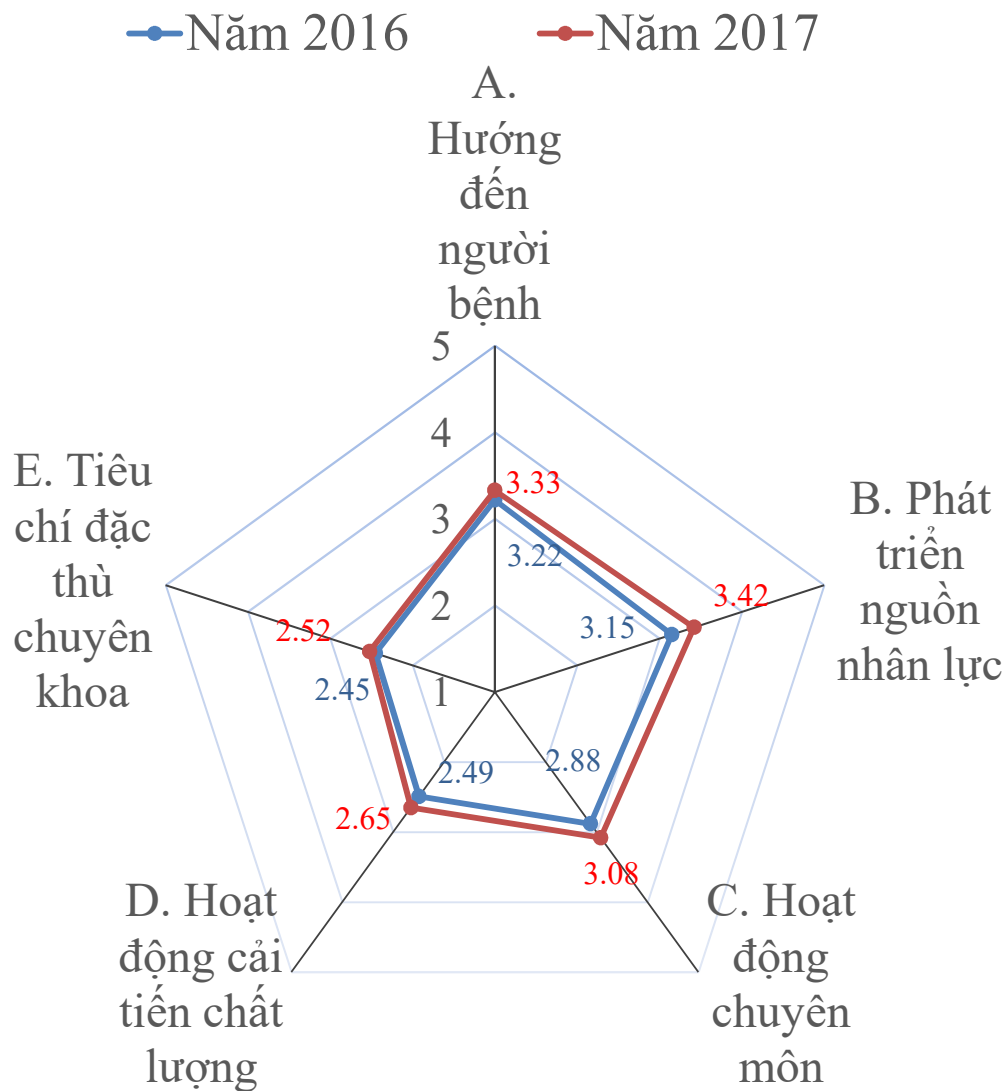 Năm 2016 Năm 2017
A.
Hướng
đến
người
bệnh
5
4
3
2
1
3.33
3.22
B. Phát
triển
nguồn
nhân lực
3.42
3.15
C. Hoạt
động
chuyên
môn
2.88
3.08
D. Hoạt
động cải
tiến chất
lượng
2.49
2.65
E. Tiêu
chí đặc
thù
chuyên
khoa
2.52
2.45